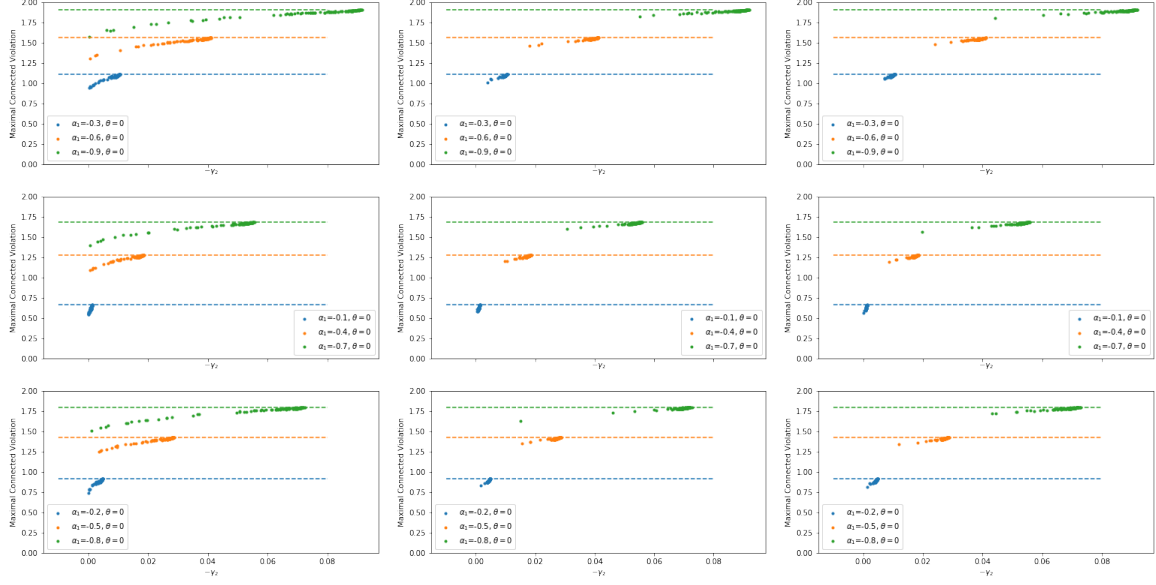 2.00
1.75
1.50
1.25
1.00
0.75
0.50
0.25
0.00
Maximal Connected Violation
α₁=-0.3, θ = 0
α₁=-0.6, θ = 0
α₁=-0.9, θ = 0
−γ₂
2.00
1.75
1.50
1.25
1.00
0.75
0.50
0.25
0.00
Maximal Connected Violation
α₁=-0.3, θ = 0
α₁=-0.6, θ = 0
α₁=-0.9, θ = 0
−γ₂
2.00
1.75
1.50
1.25
1.00
0.75
0.50
0.25
0.00
Maximal Connected Violation
α₁=-0.3, θ = 0
α₁=-0.6, θ = 0
α₁=-0.9, θ = 0
−γ₂
2.00
1.75
1.50
1.25
1.00
0.75
0.50
0.25
0.00
Maximal Connected Violation
α₁=-0.1, θ = 0
α₁=-0.4, θ = 0
α₁=-0.7, θ = 0
−γ₂
2.00
1.75
1.50
1.25
1.00
0.75
0.50
0.25
0.00
Maximal Connected Violation
α₁=-0.1, θ = 0
α₁=-0.4, θ = 0
α₁=-0.7, θ = 0
−γ₂
2.00
1.75
1.50
1.25
1.00
0.75
0.50
0.25
0.00
Maximal Connected Violation
α₁=-0.1, θ = 0
α₁=-0.4, θ = 0
α₁=-0.7, θ = 0
−γ₂
2.00
1.75
1.50
1.25
1.00
0.75
0.50
0.25
0.00
Maximal Connected Violation
α₁=-0.2, θ = 0
α₁=-0.5, θ = 0
α₁=-0.8, θ = 0
0.00 0.02 0.04 0.06 0.08
−γ₂
2.00
1.75
1.50
1.25
1.00
0.75
0.50
0.25
0.00
Maximal Connected Violation
α₁=-0.2, θ = 0
α₁=-0.5, θ = 0
α₁=-0.8, θ = 0
0.00 0.02 0.04 0.06 0.08
−γ₂
2.00
1.75
1.50
1.25
1.00
0.75
0.50
0.25
0.00
Maximal Connected Violation
α₁=-0.2, θ = 0
α₁=-0.5, θ = 0
α₁=-0.8, θ = 0
0.00 0.02 0.04 0.06 0.08
−γ₂